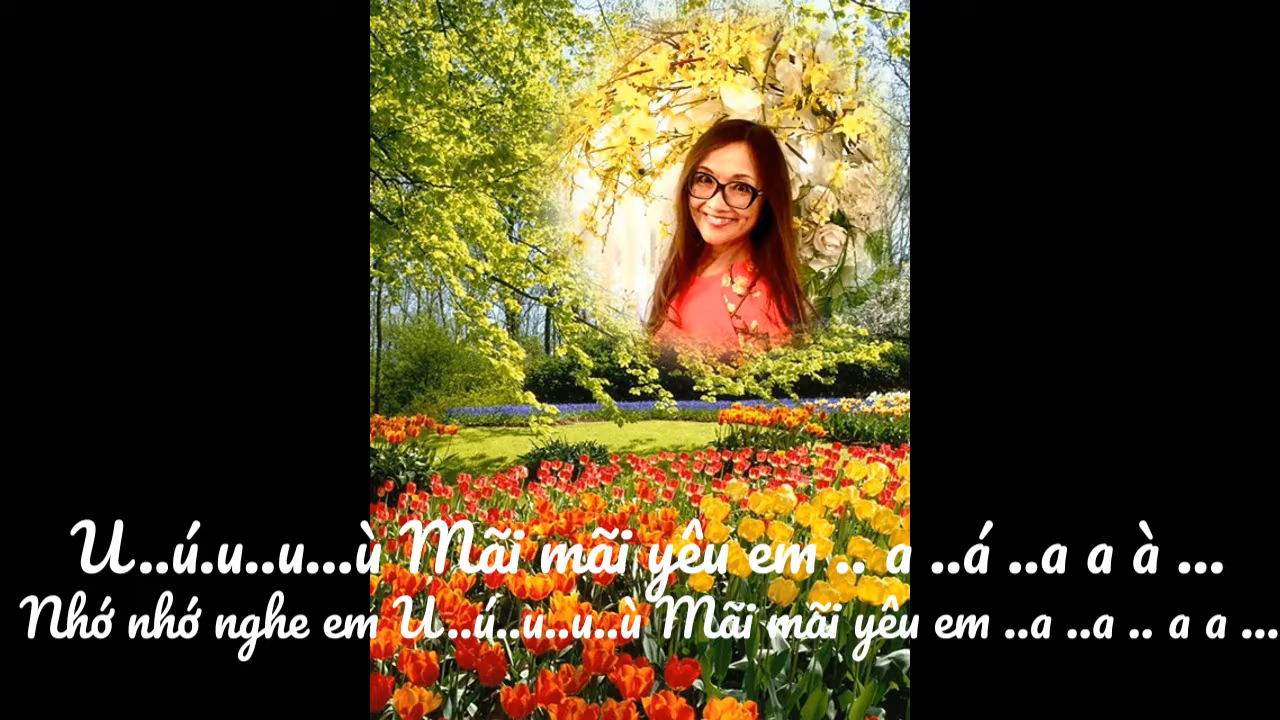 U..ú.u..u...ù Mãi mãi yêu em .. a ..á ..a a à ...
Nhớ nhớ nghe em U..ú..u..u..ù Mãi mãi yêu em ..a ..a .. a a ...